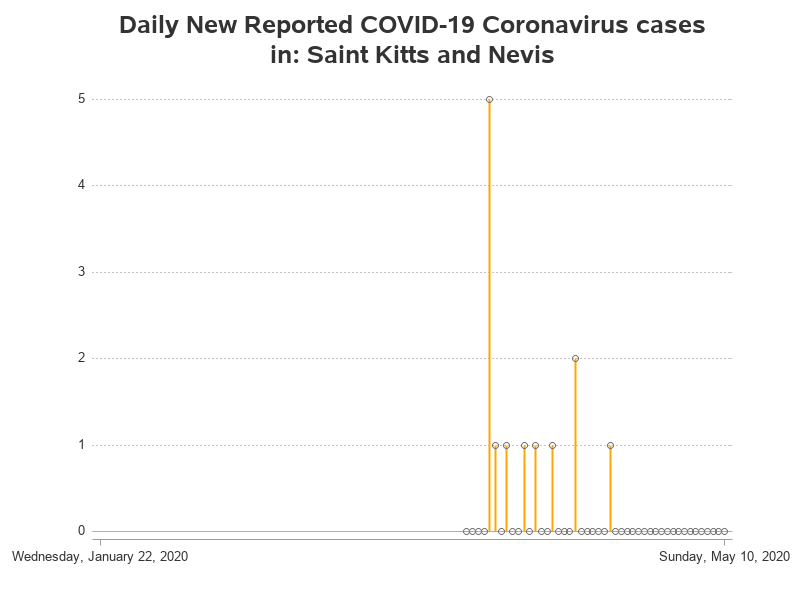 Daily New Reported COVID-19 Coronavirus cases
in: Saint Kitts and Nevis
5
4
3
2
1
0
Wednesday, January 22, 2020
Sunday, May 10, 2020